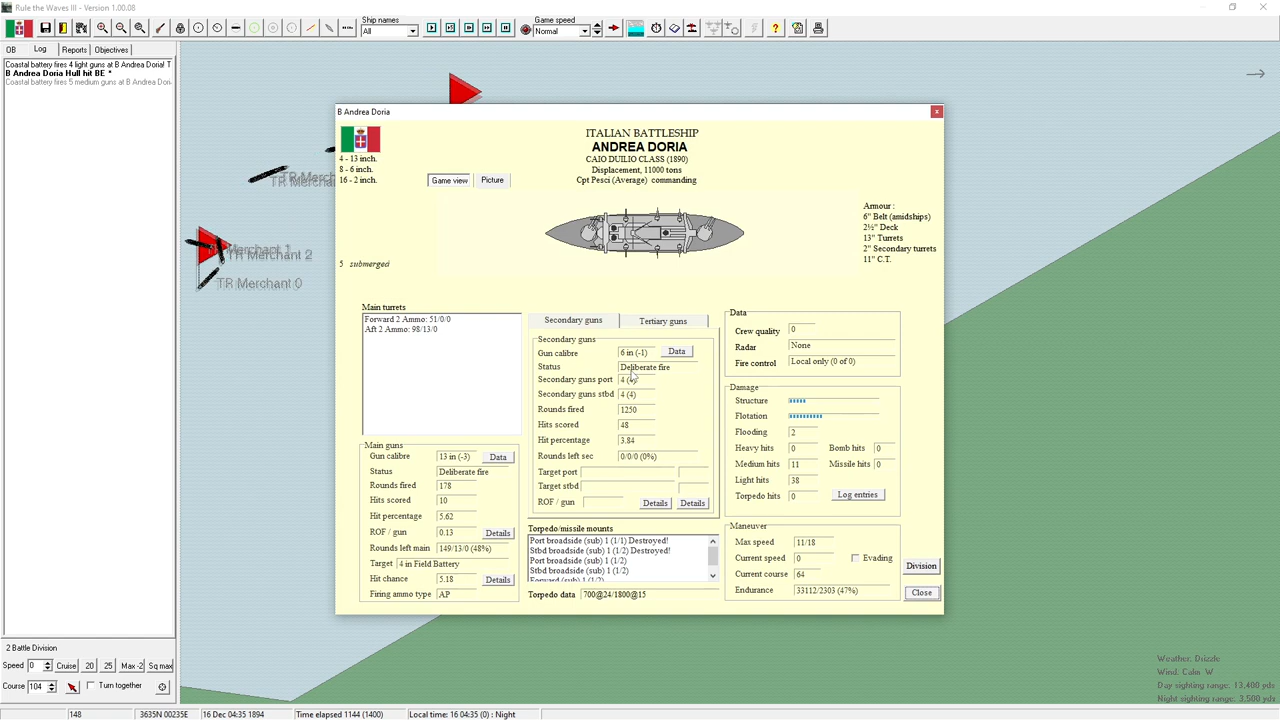 Rule the Waves III - Version 1.00.08
Ship names
All
Game speed
Normal
OB
Log
Reports
Objectives
Coastal battery fires 4 light guns at B Andrea Doria! T
B Andrea Doria Hull hit BE *
Coastal battery fires 5 medium guns at B Andrea Dori
TR Merchant
Merchant 1
TR Merchant 2
TR Merchant 0
B Andrea Doria
ITALIAN BATTLESHIP
ANDREA DORIA
CAIO DUILIO CLASS (1890)
Displacement, 11000 tons
Cpt Pesci (Average) commanding
4 - 13 inch.
8 - 6 inch.
16 - 2 inch.
Game view
Picture
Armour :
6" Belt (amidships)
2½" Deck
13" Turrets
2" Secondary turrets
11" C.T.
5 submerged
Main turrets
Forward 2 Ammo: 51/0/0
Aft 2 Ammo: 98/13/0
Main guns
Gun calibre 13 in (-3) Data
Status Deliberate fire
Rounds fired 178
Hits scored 10
Hit percentage 5.62
ROF / gun 0.13 Details
Rounds left main 149/13/0 (48%)
Target 4 in Field Battery
Hit chance 5.18 Details
Firing ammo type AP
Secondary guns
Tertiary guns
Secondary guns
Gun calibre 6 in (-1) Data
Status Deliberate fire
Secondary guns port 4
Secondary guns stbd 4 (4)
Rounds fired 1250
Hits scored 48
Hit percentage 3.84
Rounds left sec 0/0/0 (0%)
Target port
Target stbd
ROF / gun Details Details
Torpedo/missile mounts
Port broadside (sub) 1 (1/1) Destroyed!
Stbd broadside (sub) 1 (1/2) Destroyed!
Port broadside (sub) 1 (1/2)
Stbd broadside (sub) 1 (1/2)
Forward (sub) 1 (1/2)
Torpedo data 700@24/1800@15
Data
Crew quality 0
Radar None
Fire control Local only (0 of 0)
Damage
Structure
Flotation
Flooding 2
Heavy hits 0 Bomb hits 0
Medium hits 11 Missile hits 0
Light hits 38
Torpedo hits 0 Log entries
Maneuver
Max speed 11/18
Current speed 0 Evading
Current course 64
Endurance 33112/2303 (47%)
Division
Close
2 Battle Division
Speed 0 Cruise 20 25 Max -2 Sq max
Course 104 Turn together
Weather: Drizzle
Wind: Calm W
Day sighting range: 13,400 yds
Night sighting range: 3,500 yds
148
3635N 00235E
16 Dec 04:35 1894
Time elapsed 1144 (1400)
Local time: 16 04:35 (0) : Night